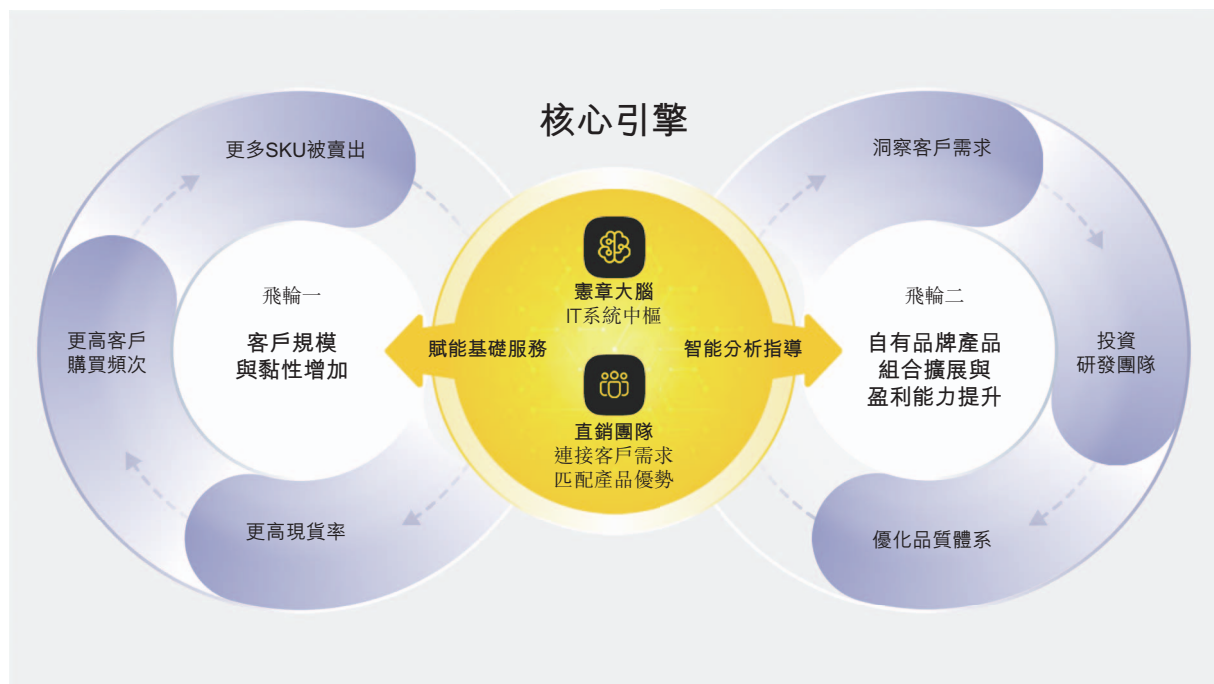 核心引擎
更多SKU被賣出
更高客戶
購買頻次
更高現貨率
飛輪一
客戶規模
與黏性增加
賦能基礎服務
憲章大腦
IT系統中樞
直銷團隊
連接客戶需求
匹配產品優勢
智能分析指導
飛輪二
自有品牌產品
組合擴展與
盈利能力提升
洞察客戶需求
投資
研發團隊
優化品質體系